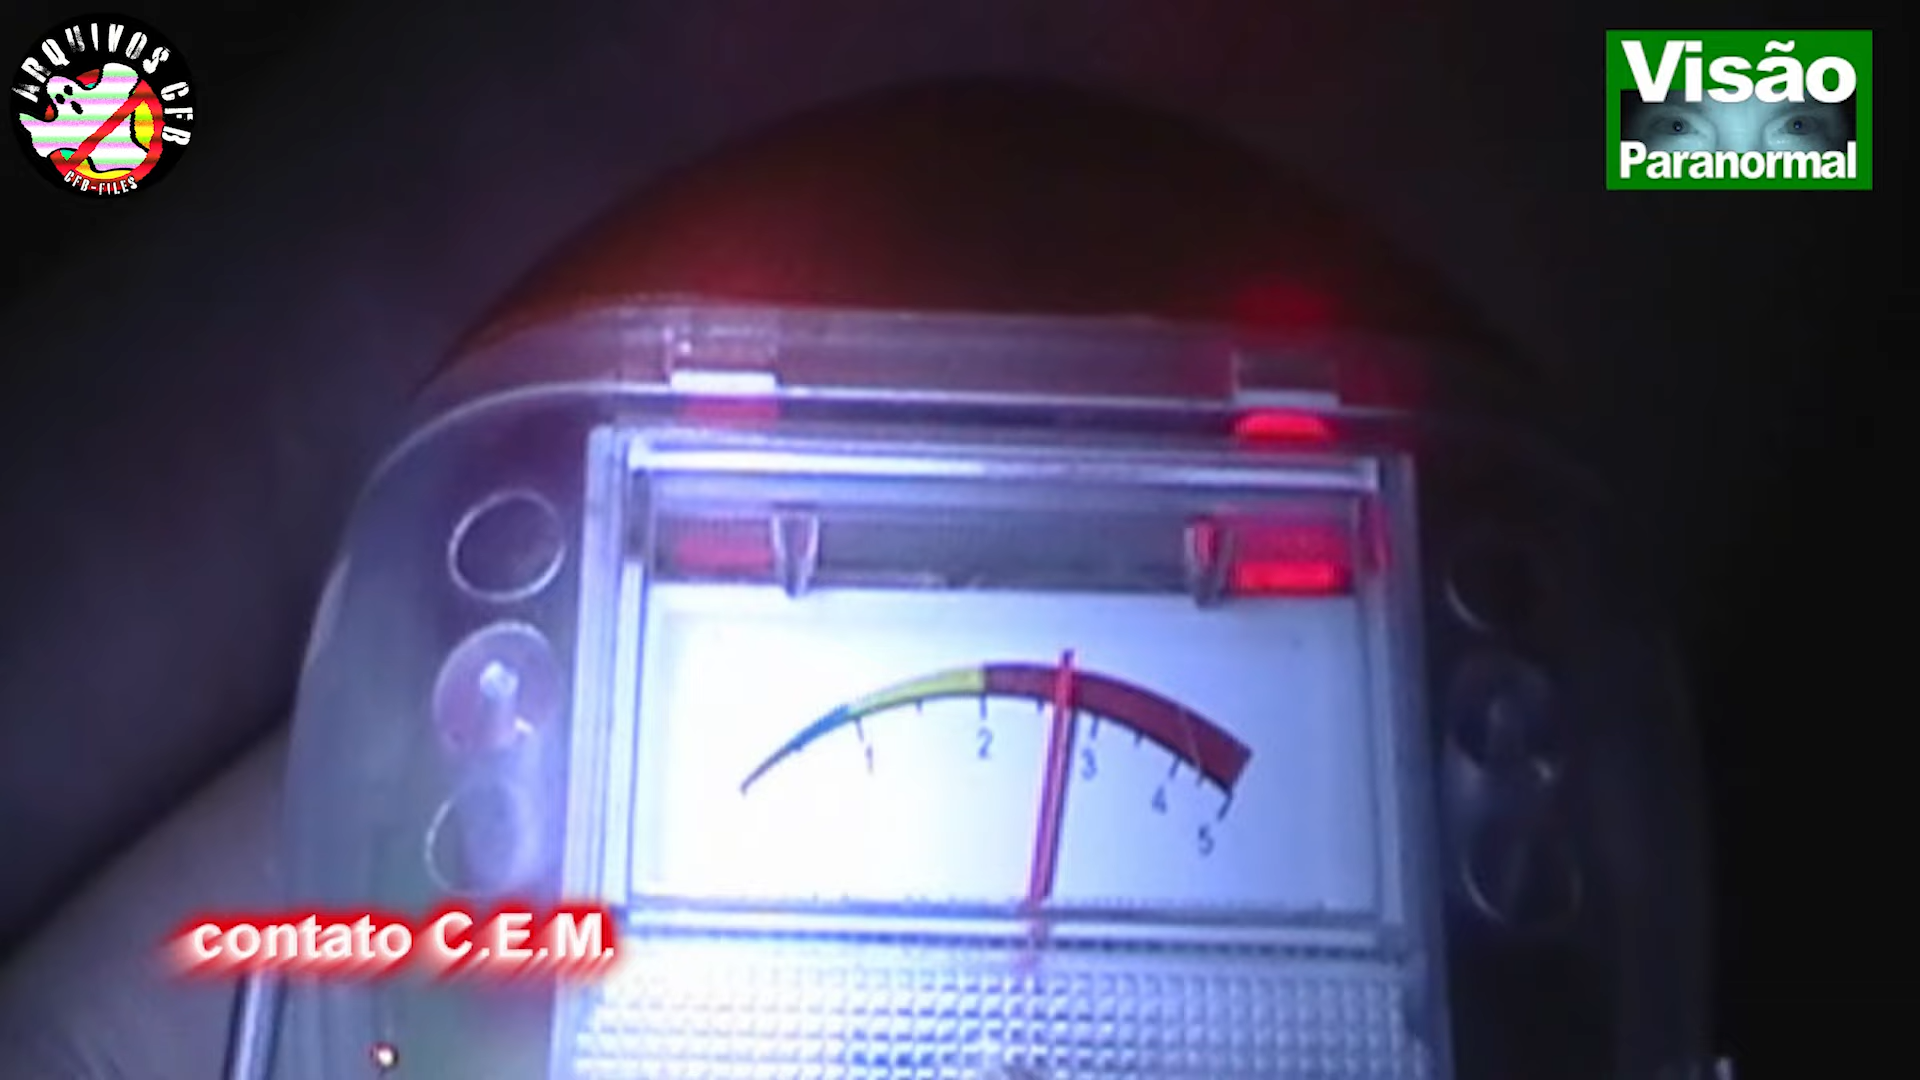 ARQUIVOS CFB
CFB-FILES
Visão
Paranormal
1 2 3 4 5
contato C.E.M.